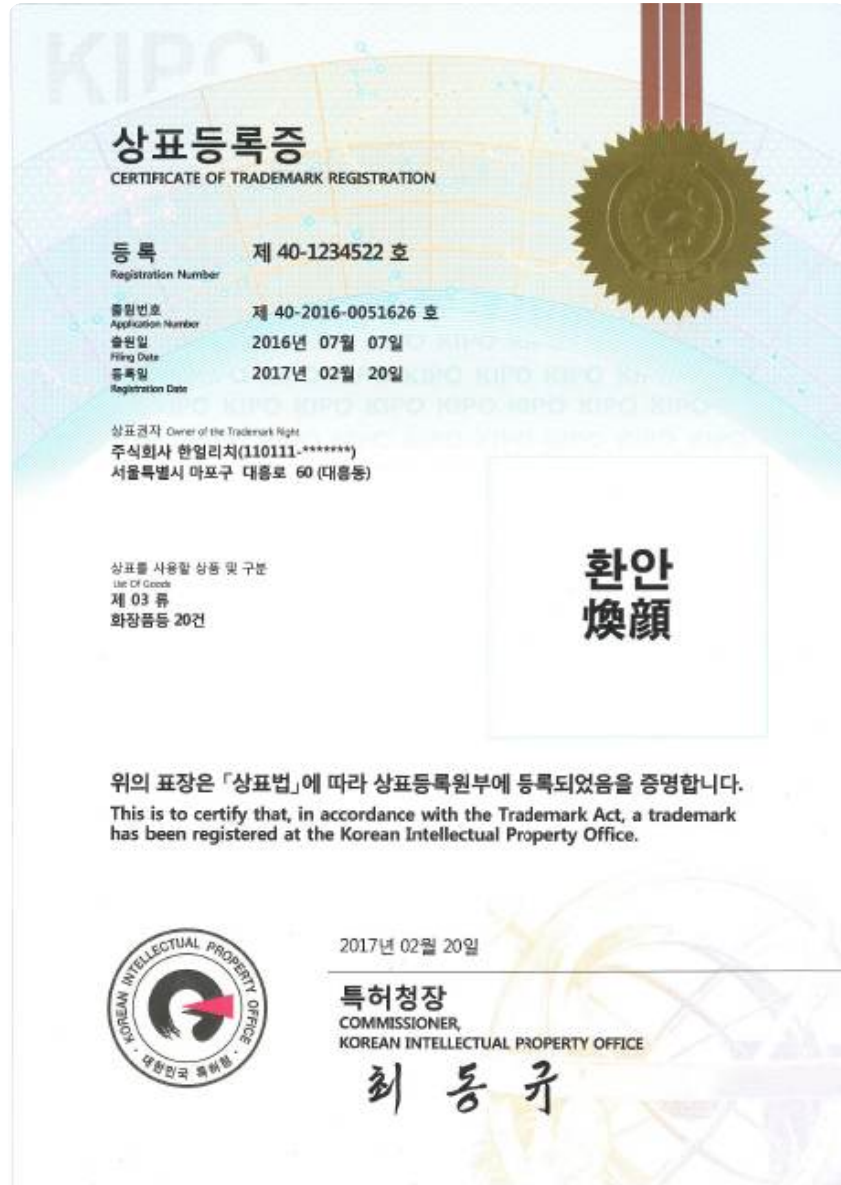 KIPO
상표등록증
CERTIFICATE OF TRADEMARK REGISTRATION
등록 제 40-1234522 호
Registration Number
출원번호 제 40-2016-0051626 호
Application Number
출원일 2016년 07월 07일
Filing Date
등록일 2017년 02월 20일
Registration Date
상표권자 Owner of the Trademark Right
주식회사 한얼리치(110111-*******)
서울특별시 마포구 대흥로 60 (대흥동)
상표를 사용할 상품 및 구분
List Of Goods
제 03 류
화장품등 20건
환안
煥顔
위의 표장은 「상표법」에 따라 상표등록원부에 등록되었음을 증명합니다.
This is to certify that, in accordance with the Trademark Act, a trademark
has been registered at the Korean Intellectual Property Office.
KOREAN INTELLECTUAL PROPERTY OFFICE
대한민국 특허청
2017년 02월 20일
특허청장
COMMISSIONER,
KOREAN INTELLECTUAL PROPERTY OFFICE
최동규